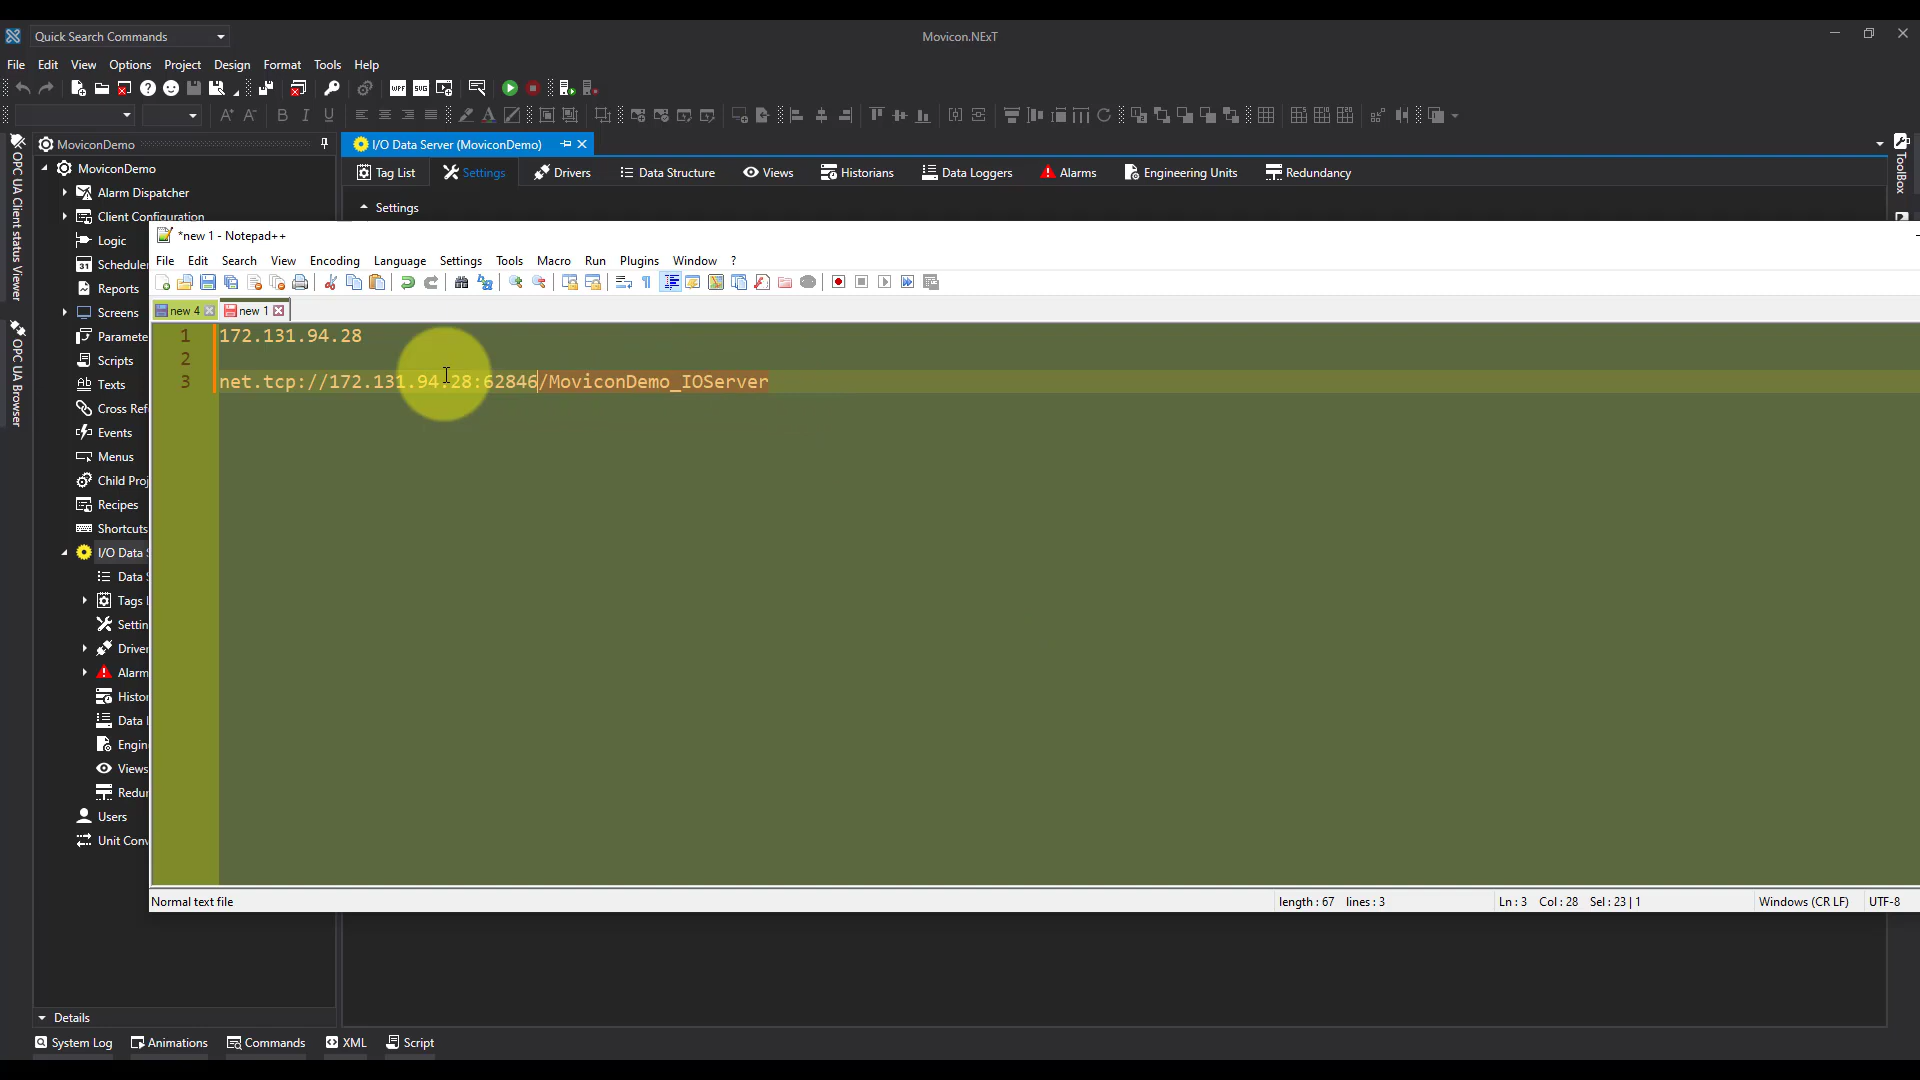 Quick Search Commands
Movicon.NExT
File Edit View Options Project Design Format Tools Help
MoviconDemo
I/O Data Server (MoviconDemo)
Tag List Settings Drivers Data Structure Views Historians Data Loggers Alarms Engineering Units Redundancy
Settings
OPC UA Client status Viewer
OPC UA Browser
ToolBox
MoviconDemo
Alarm Dispatcher
Client Configuration
Logic
Scheduler
Reports
Screens
Paramete
Scripts
Texts
Cross Ref
Events
Menus
Child Proj
Recipes
Shortcuts
I/O Data S
Data S
Tags
Settin
Driver
Alarm
Histor
Data
Engin
Views
Redun
Users
Unit Conv
*new 1 - Notepad++
File Edit Search View Encoding Language Settings Tools Macro Run Plugins Window ?
new 4 new 1
1 172.131.94.28
2
3 net.tcp://172.131.94.28:62846/MoviconDemo_IOServer
Normal text file
length : 67 lines : 3
Ln : 3 Col : 28 Sel : 23 | 1
Windows (CR LF)
UTF-8
Details
System Log Animations Commands XML Script